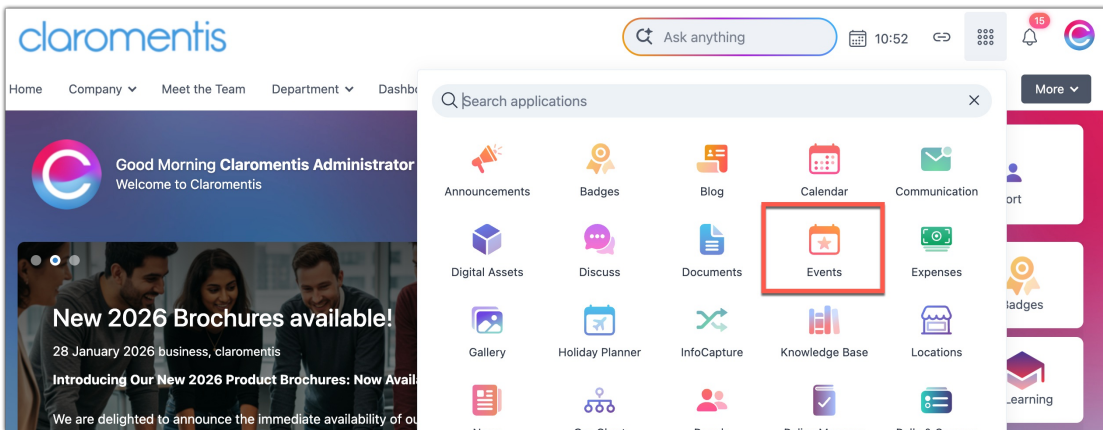 claromentis
Ask anything
10:52
15
Home Company Meet the Team Department Dashbo
More
Search applications
Good Morning Claromentis Administrator
Welcome to Claromentis
Announcements Badges Blog Calendar Communication
ort
Digital Assets Discuss Documents Events Expenses
Badges
New 2026 Brochures available!
28 January 2026 business, claromentis
Gallery Holiday Planner InfoCapture Knowledge Base Locations
Introducing Our New 2026 Product Brochures: Now Avail
Learning
We are delighted to announce the immediate availability of ou